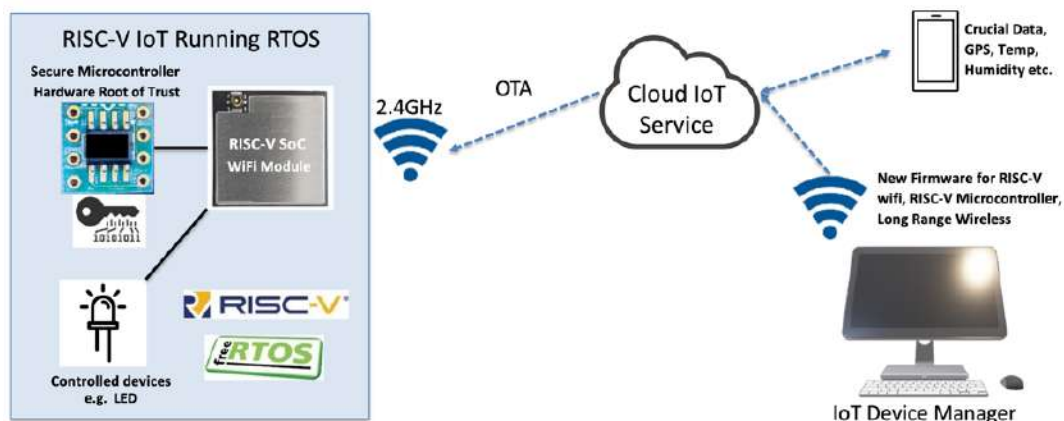 RISC-V IoT Running RTOS
Secure Microcontroller
Hardware Root of Trust
RISC-V SoC
WiFi Module
10101011
Controlled devices
e.g. LED
RISC-V®
free RTOS
2.4GHz
OTA
Cloud IoT
Service
Crucial Data,
GPS, Temp,
Humidity etc.
New Firmware for RISC-V
wifi, RISC-V Microcontroller,
Long Range Wireless
IoT Device Manager